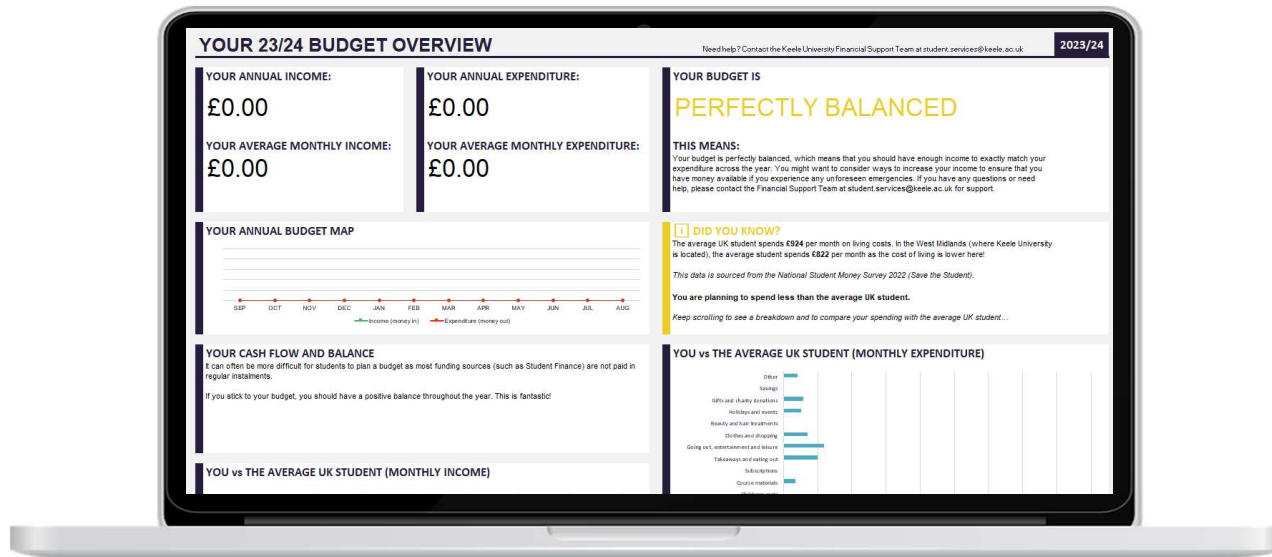 YOUR 23/24 BUDGET OVERVIEW
Need help? Contact the Keele University Financial Support Team at student.services@keele.ac.uk
2023/24
YOUR ANNUAL INCOME:
£0.00
YOUR AVERAGE MONTHLY INCOME:
£0.00
YOUR ANNUAL EXPENDITURE:
£0.00
YOUR AVERAGE MONTHLY EXPENDITURE:
£0.00
YOUR BUDGET IS
PERFECTLY BALANCED
THIS MEANS:
Your budget is perfectly balanced, which means that you should have enough income to exactly match your
expenditure across the year. You might want to consider ways to increase your income to ensure that you
have money available if you experience any unforeseen emergencies. If you have any questions or need
help, please contact the Financial Support Team at student.services@keele.ac.uk for support.
YOUR ANNUAL BUDGET MAP
SEP OCT NOV DEC JAN FEB MAR APR MAY JUN JUL AUG
Income (money in) Expenditure (money out)
i DID YOU KNOW?
The average UK student spends £924 per month on living costs. In the West Midlands (where Keele University
is located), the average student spends £822 per month as the cost of living is lower here!
This data is sourced from the National Student Money Survey 2022 (Save the Student).
You are planning to spend less than the average UK student.
Keep scrolling to see a breakdown and to compare your spending with the average UK student...
YOUR CASH FLOW AND BALANCE
It can often be more difficult for students to plan a budget as most funding sources (such as Student Finance) are not paid in
regular instalments.
If you stick to your budget, you should have a positive balance throughout the year. This is fantastic!
YOU vs THE AVERAGE UK STUDENT (MONTHLY INCOME)
YOU vs THE AVERAGE UK STUDENT (MONTHLY EXPENDITURE)
Other
Savings
Gifts and charity donations
Holidays and events
Beauty and hair treatments
Clothes and shopping
Going out, entertainment and leisure
Takeaways and eating out
Subscriptions
Course materials